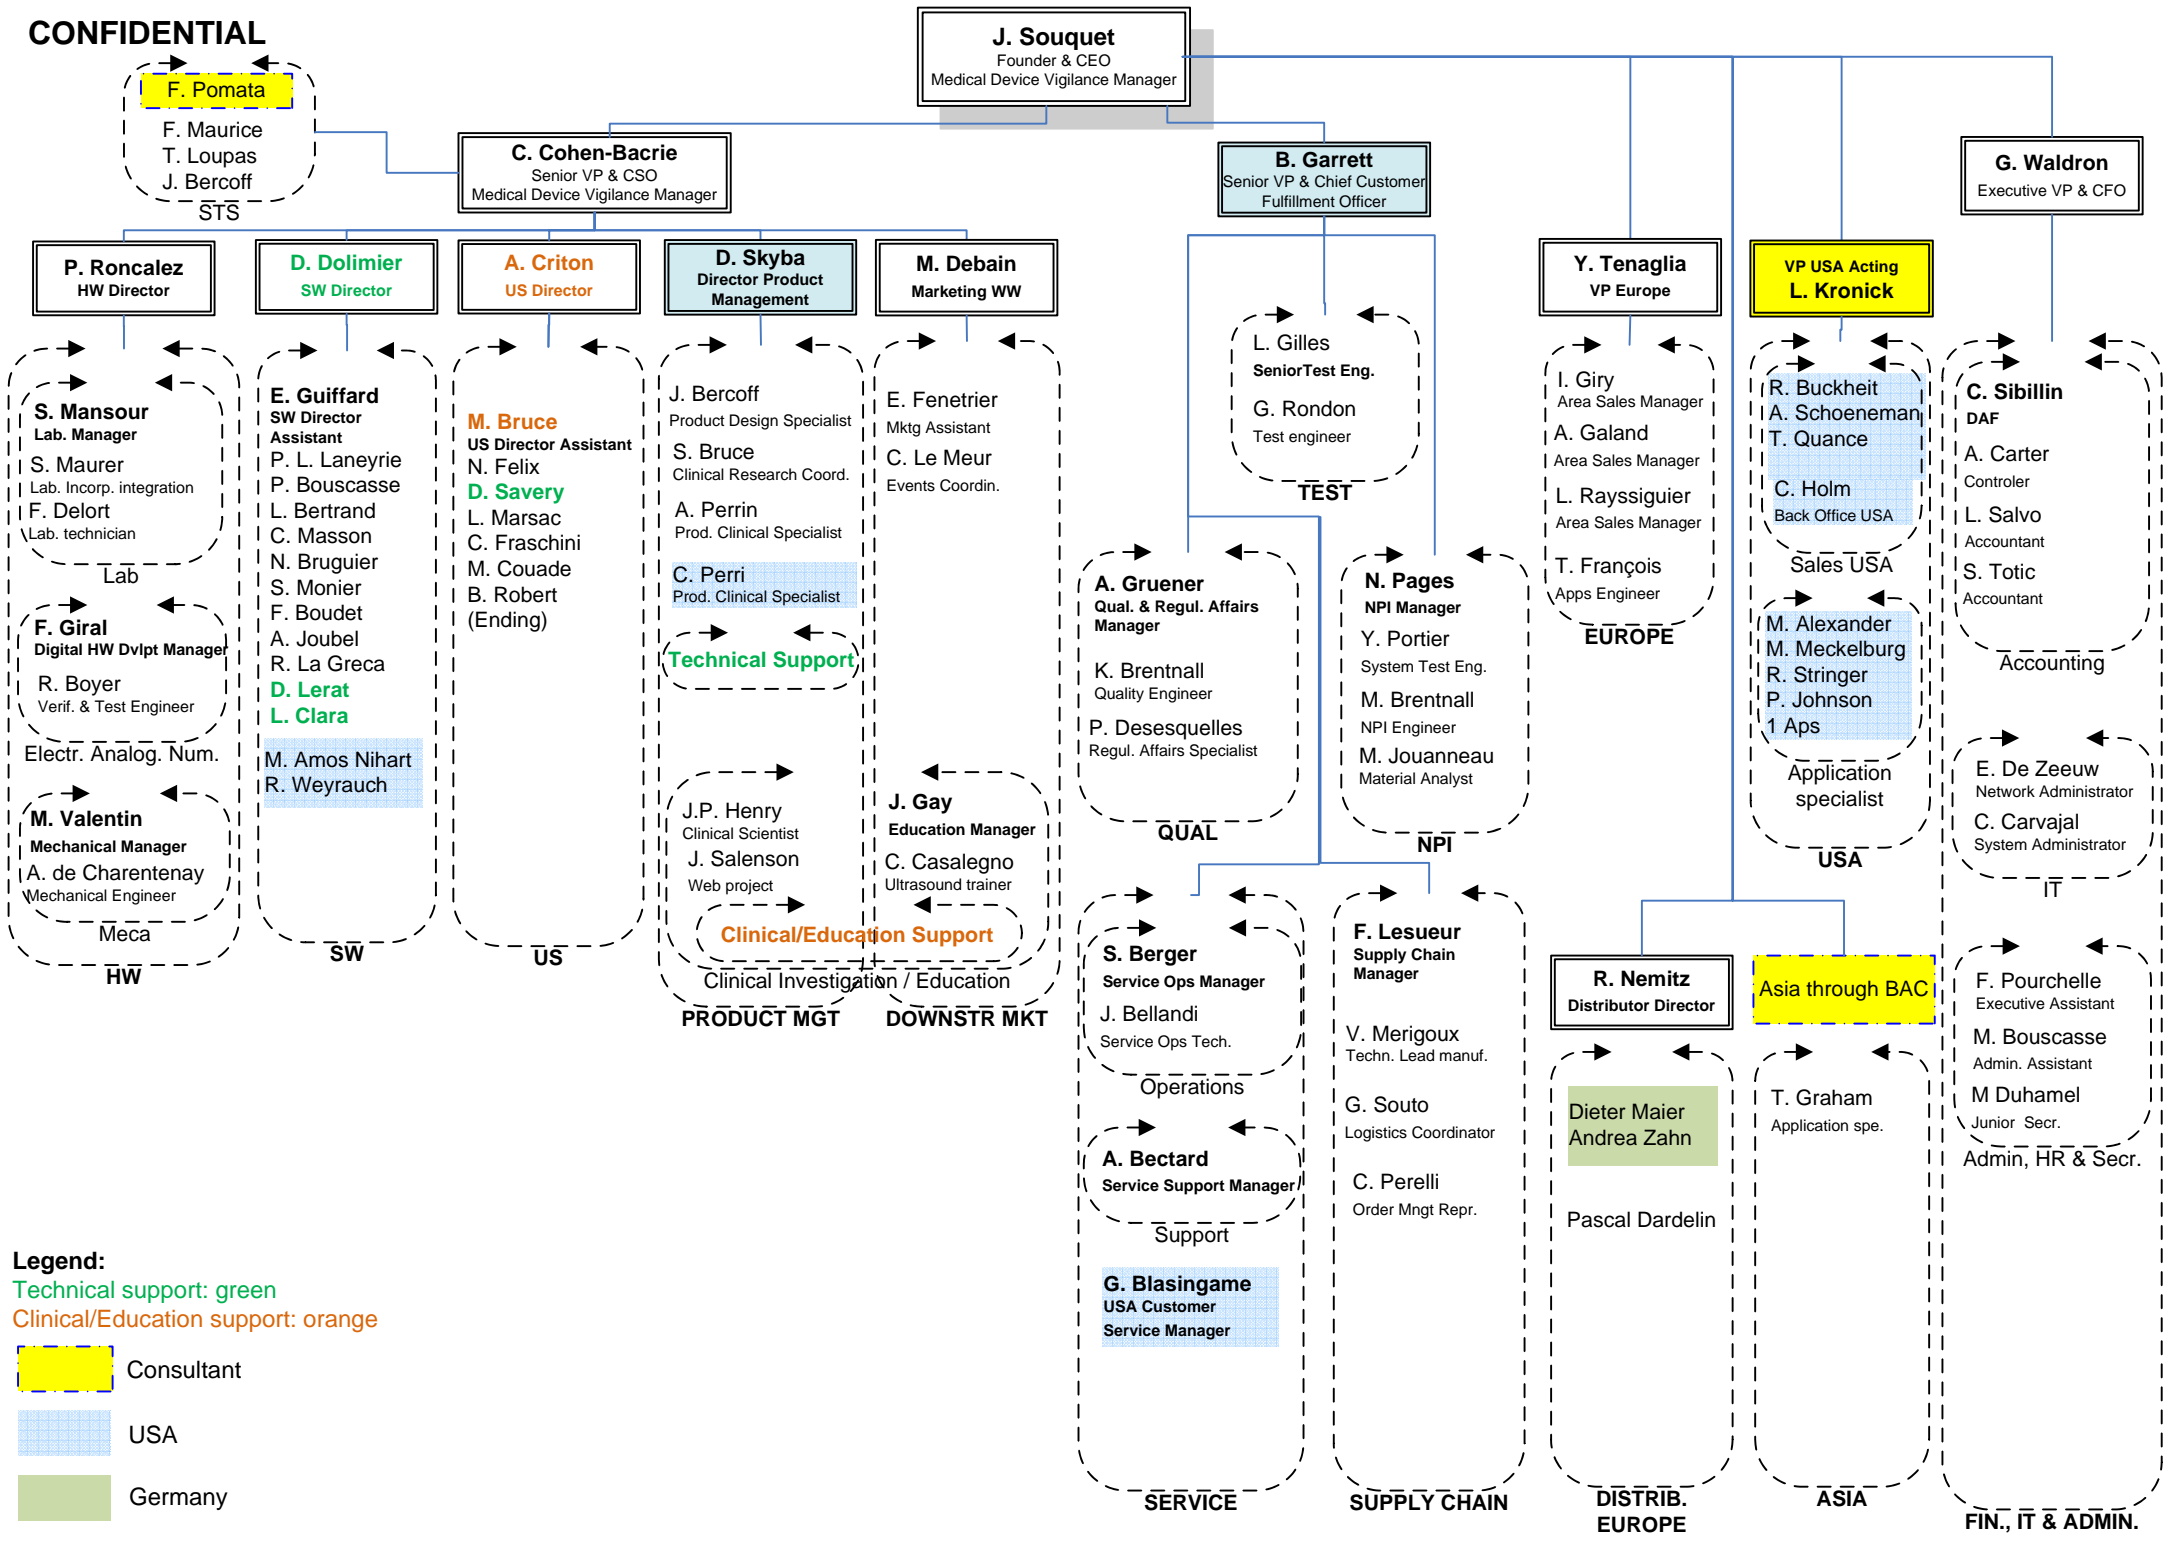 CONFIDENTIAL
J. Souquet
Founder & CEO
Medical Device Vigilance Manager
F. Pomata
F. Maurice
T. Loupas
J. Bercoff
STS
C. Cohen-Bacrie
Senior VP & CSO
Medical Device Vigilance Manager
B. Garrett
Senior VP & Chief Customer
Fulfillment Officer
G. Waldron
Executive VP & CFO
P. Roncalez
HW Director
D. Dolimier
SW Director
A. Criton
US Director
D. Skyba
Director Product
Management
M. Debain
Marketing WW
Y. Tenaglia
VP Europe
VP USA Acting
L. Kronick
S. Mansour
Lab. Manager
S. Maurer
Lab. Incorp. integration
F. Delort
Lab. technician
Lab
F. Giral
Digital HW Dvlpt Manager
R. Boyer
Verif. & Test Engineer
Electr. Analog. Num.
M. Valentin
Mechanical Manager
A. de Charentenay
Mechanical Engineer
Meca
HW
E. Guiffard
SW Director
Assistant
P. L. Laneyrie
P. Bouscasse
L. Bertrand
C. Masson
N. Bruguier
S. Monier
F. Boudet
A. Joubel
R. La Greca
D. Lerat
L. Clara
M. Amos Nihart
R. Weyrauch
SW
M. Bruce
US Director Assistant
N. Felix
D. Savery
L. Marsac
C. Fraschini
M. Couade
B. Robert
(Ending)
US
J. Bercoff
Product Design Specialist
S. Bruce
Clinical Research Coord.
A. Perrin
Prod. Clinical Specialist
C. Perri
Prod. Clinical Specialist
Technical Support
J.P. Henry
Clinical Scientist
J. Salenson
Web project
E. Fenetrier
Mktg Assistant
C. Le Meur
Events Coordin.
J. Gay
Education Manager
C. Casalegno
Ultrasound trainer
Clinical/Education Support
Clinical Investigation / Education
PRODUCT MGT
DOWNSTR MKT
L. Gilles
SeniorTest Eng.
G. Rondon
Test engineer
TEST
A. Gruener
Qual. & Regul. Affairs
Manager
K. Brentnall
Quality Engineer
P. Desesquelles
Regul. Affairs Specialist
QUAL
N. Pages
NPI Manager
Y. Portier
System Test Eng.
M. Brentnall
NPI Engineer
M. Jouanneau
Material Analyst
NPI
S. Berger
Service Ops Manager
J. Bellandi
Service Ops Tech.
Operations
A. Bectard
Service Support Manager
Support
G. Blasingame
USA Customer
Service Manager
SERVICE
F. Lesueur
Supply Chain
Manager
V. Merigoux
Techn. Lead manuf.
G. Souto
Logistics Coordinator
C. Perelli
Order Mngt Repr.
SUPPLY CHAIN
I. Giry
Area Sales Manager
A. Galand
Area Sales Manager
L. Rayssiguier
Area Sales Manager
T. François
Apps Engineer
EUROPE
R. Buckheit
A. Schoeneman
T. Quance
C. Holm
Back Office USA
Sales USA
M. Alexander
M. Meckelburg
R. Stringer
P. Johnson
1 Aps
Application
specialist
USA
R. Nemitz
Distributor Director
Dieter Maier
Andrea Zahn
Pascal Dardelin
DISTRIB.
EUROPE
Asia through BAC
T. Graham
Application spe.
ASIA
C. Sibillin
DAF
A. Carter
Controler
L. Salvo
Accountant
S. Totic
Accountant
Accounting
E. De Zeeuw
Network Administrator
C. Carvajal
System Administrator
IT
F. Pourchelle
Executive Assistant
M. Bouscasse
Admin. Assistant
M Duhamel
Junior Secr.
Admin, HR & Secr.
FIN., IT & ADMIN.
Legend:
Technical support: green
Clinical/Education support: orange
Consultant
USA
Germany